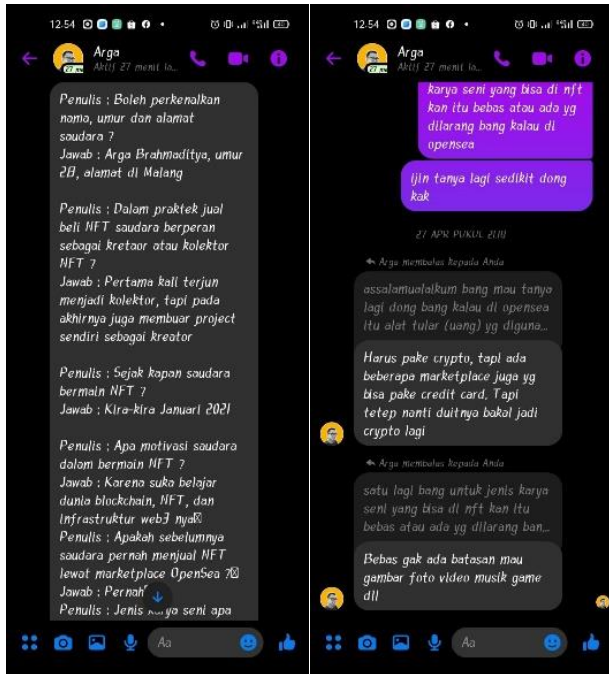 12.54
Arga
Aktif 27 menit la...
Penulis : Boleh perkenalkan
nama, umur dan alamat
saudara ?
Jawab : Arga Brahmaditya, umur
28, alamat di Malang
Penulis : Dalam praktek jual
beli NFT saudara berperan
sebagai kretaor atau kolektor
NFT ?
Jawab : Pertama kali terjun
menjadi kolektor, tapi pada
akhirnya juga membuar project
sendiri sebagai kreator
Penulis : Sejak kapan saudara
bermain NFT ?
Jawab : Kira-kira Januari 2021
Penulis : Apa motivasi saudara
dalam bermain NFT ?
Jawab : Karena suka belajar
dunia blockchain, NFT, dan
infrastruktur web3 nya
Penulis : Apakah sebelumnya
saudara pernah menjual NFT
lewat marketplace OpenSea ?
Jawab : Pernah
Penulis : Jenis karya seni apa
Aa
12.54
Arga
Aktif 27 menit la...
karya seni yang bisa di nft
kan itu bebas atau ada yg
dilarang bang kalau di
opensea
ijin tanya lagi sedikit dong
kak
27 APR PUKUL 21.10
Arga membalas kepada Anda
assalamualaikum bang mau tanya
lagi dong bang kalau di opensea
itu alat tular (uang) yg diguna...
Harus pake crypto, tapi ada
beberapa marketplace juga yg
bisa pake credit card. Tapi
tetep nanti duitnya bakal jadi
crypto lagi
Arga membalas kepada Anda
satu lagi bang untuk jenis karya
seni yang bisa di nft kan itu
bebas atau ada yg dilarang ban...
Bebas gak ada batasan mau
gambar foto video musik game
dll
Aa